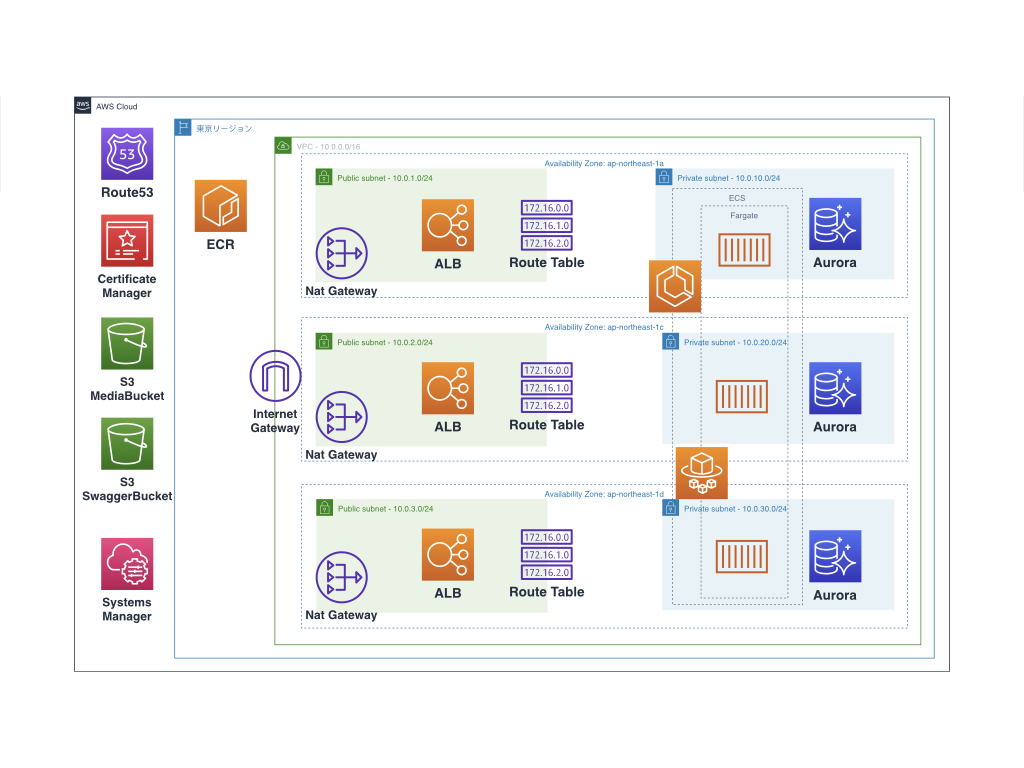 aws
AWS Cloud
東京リージョン
VPC - 10.0.0.0/16
Route53
53
Certificate
Manager
S3
MediaBucket
S3
SwaggerBucket
Systems
Manager
ECR
Internet
Gateway
Availability Zone: ap-northeast-1a
Public subnet - 10.0.1.0/24
Nat Gateway
ALB
172.16.0.0
172.16.1.0
172.16.2.0
Route Table
Private subnet - 10.0.10.0/24
ECS
Fargate
Aurora
Availability Zone: ap-northeast-1c
Public subnet - 10.0.2.0/24
Nat Gateway
ALB
172.16.0.0
172.16.1.0
172.16.2.0
Route Table
Private subnet - 10.0.20.0/24
Aurora
Availability Zone: ap-northeast-1d
Public subnet - 10.0.3.0/24
Nat Gateway
ALB
172.16.0.0
172.16.1.0
172.16.2.0
Route Table
Private subnet - 10.0.30.0/24
Aurora